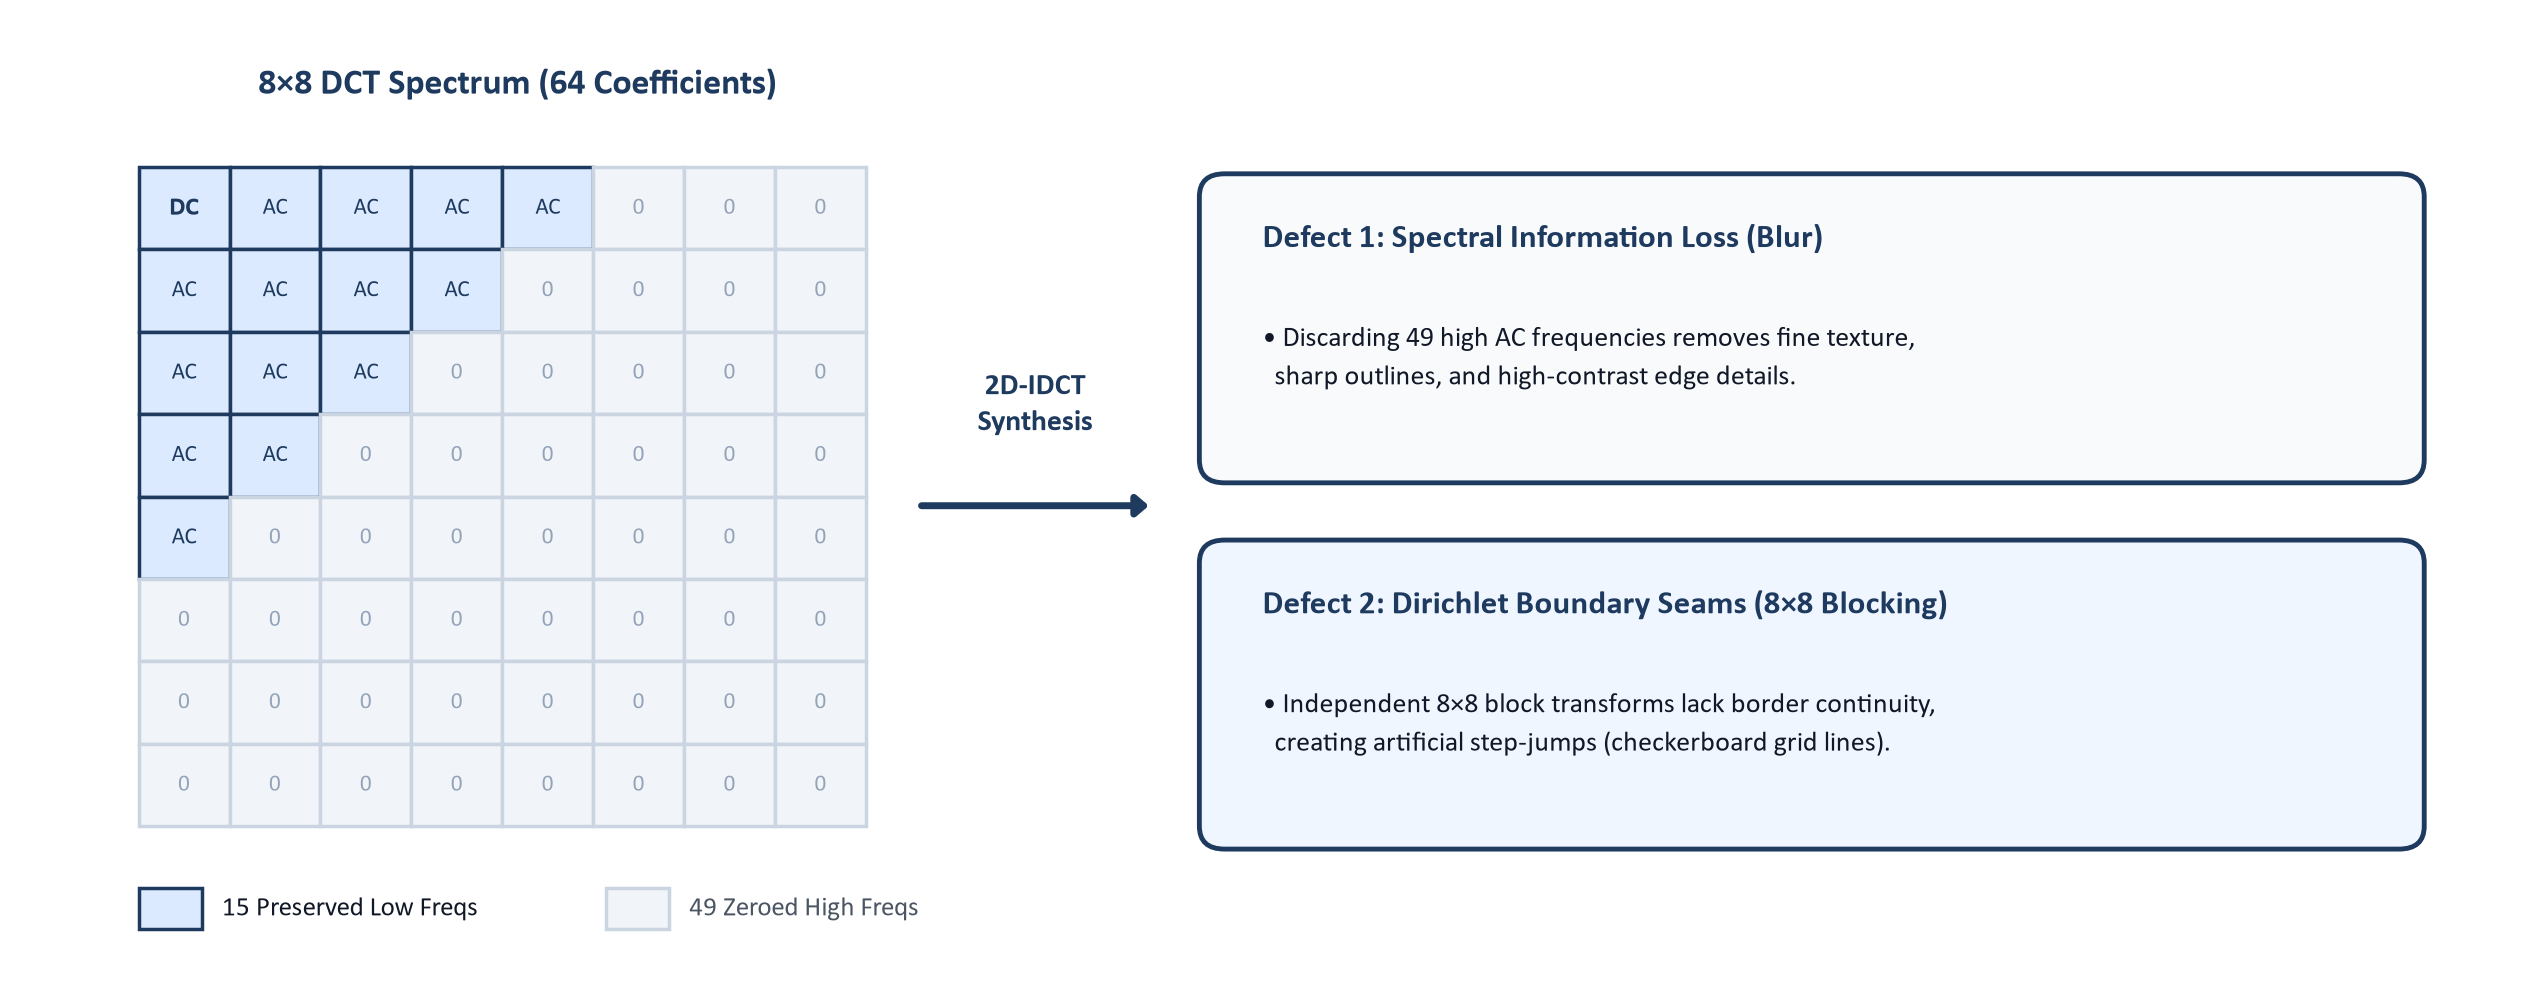 8×8 DCT Spectrum (64 Coefficients)
DC AC AC AC AC 0 0 0
AC AC AC AC 0 0 0 0
AC AC AC 0 0 0 0 0
AC AC 0 0 0 0 0 0
AC 0 0 0 0 0 0 0
0 0 0 0 0 0 0 0
0 0 0 0 0 0 0 0
0 0 0 0 0 0 0 0
15 Preserved Low Freqs
49 Zeroed High Freqs
2D-IDCT
Synthesis
Defect 1: Spectral Information Loss (Blur)
• Discarding 49 high AC frequencies removes fine texture,
sharp outlines, and high-contrast edge details.
Defect 2: Dirichlet Boundary Seams (8×8 Blocking)
• Independent 8×8 block transforms lack border continuity,
creating artificial step-jumps (checkerboard grid lines).